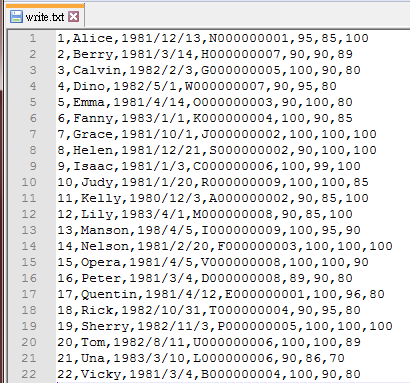 write.txt
1 1,Alice,1981/12/13,N000000001,95,85,100
2 2,Berry,1981/3/14,H000000007,90,90,89
3 3,Calvin,1982/2/3,G000000005,100,90,80
4 4,Dino,1982/5/1,W000000007,90,95,80
5 5,Emma,1981/4/14,O000000003,90,100,80
6 6,Fanny,1983/1/1,K000000004,100,90,85
7 7,Grace,1981/10/1,J000000002,100,100,100
8 8,Helen,1981/12/21,S000000002,90,100,100
9 9,Isaac,1981/1/3,C000000006,100,99,100
10 10,Judy,1981/1/20,R000000009,100,100,85
11 11,Kelly,1980/12/3,A000000002,90,85,100
12 12,Lily,1983/4/1,M000000008,90,85,100
13 13,Manson,198/4/5,I000000009,100,95,90
14 14,Nelson,1981/2/20,F000000003,100,100,100
15 15,Opera,1981/4/5,V000000008,100,100,90
16 16,Peter,1981/3/4,D000000008,89,90,80
17 17,Quentin,1981/4/12,E000000001,100,96,80
18 18,Rick,1982/10/31,T000000004,90,95,80
19 19,Sherry,1982/11/3,P000000005,100,100,100
20 20,Tom,1982/8/11,U000000006,100,100,89
21 21,Una,1983/3/10,L000000006,90,86,70
22 22,Vicky,1981/3/4,B000000004,100,90,80